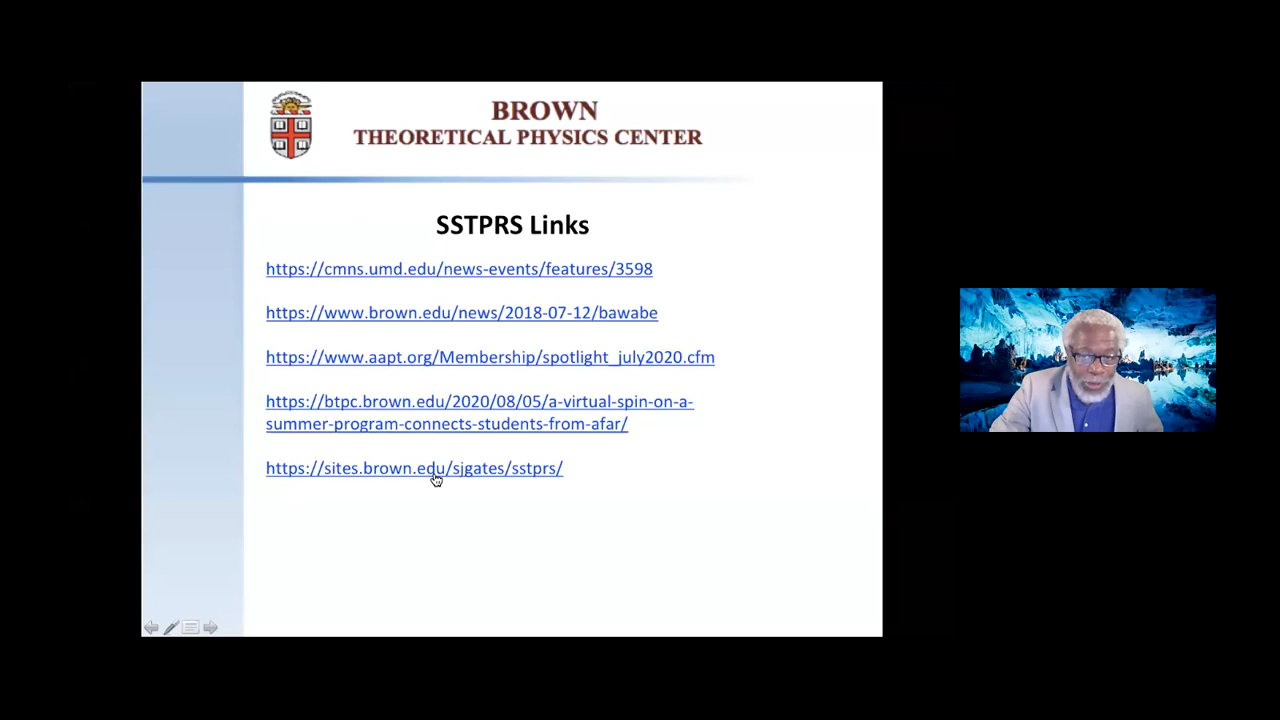 BROWN
THEORETICAL PHYSICS CENTER
SSTPRS Links
https://cmns.umd.edu/news-events/features/3598
https://www.brown.edu/news/2018-07-12/bawabe
https://www.aapt.org/Membership/spotlight_july2020.cfm
https://btpc.brown.edu/2020/08/05/a-virtual-spin-on-a-
summer-program-connects-students-from-afar/
https://sites.brown.edu/sjgates/sstprs/